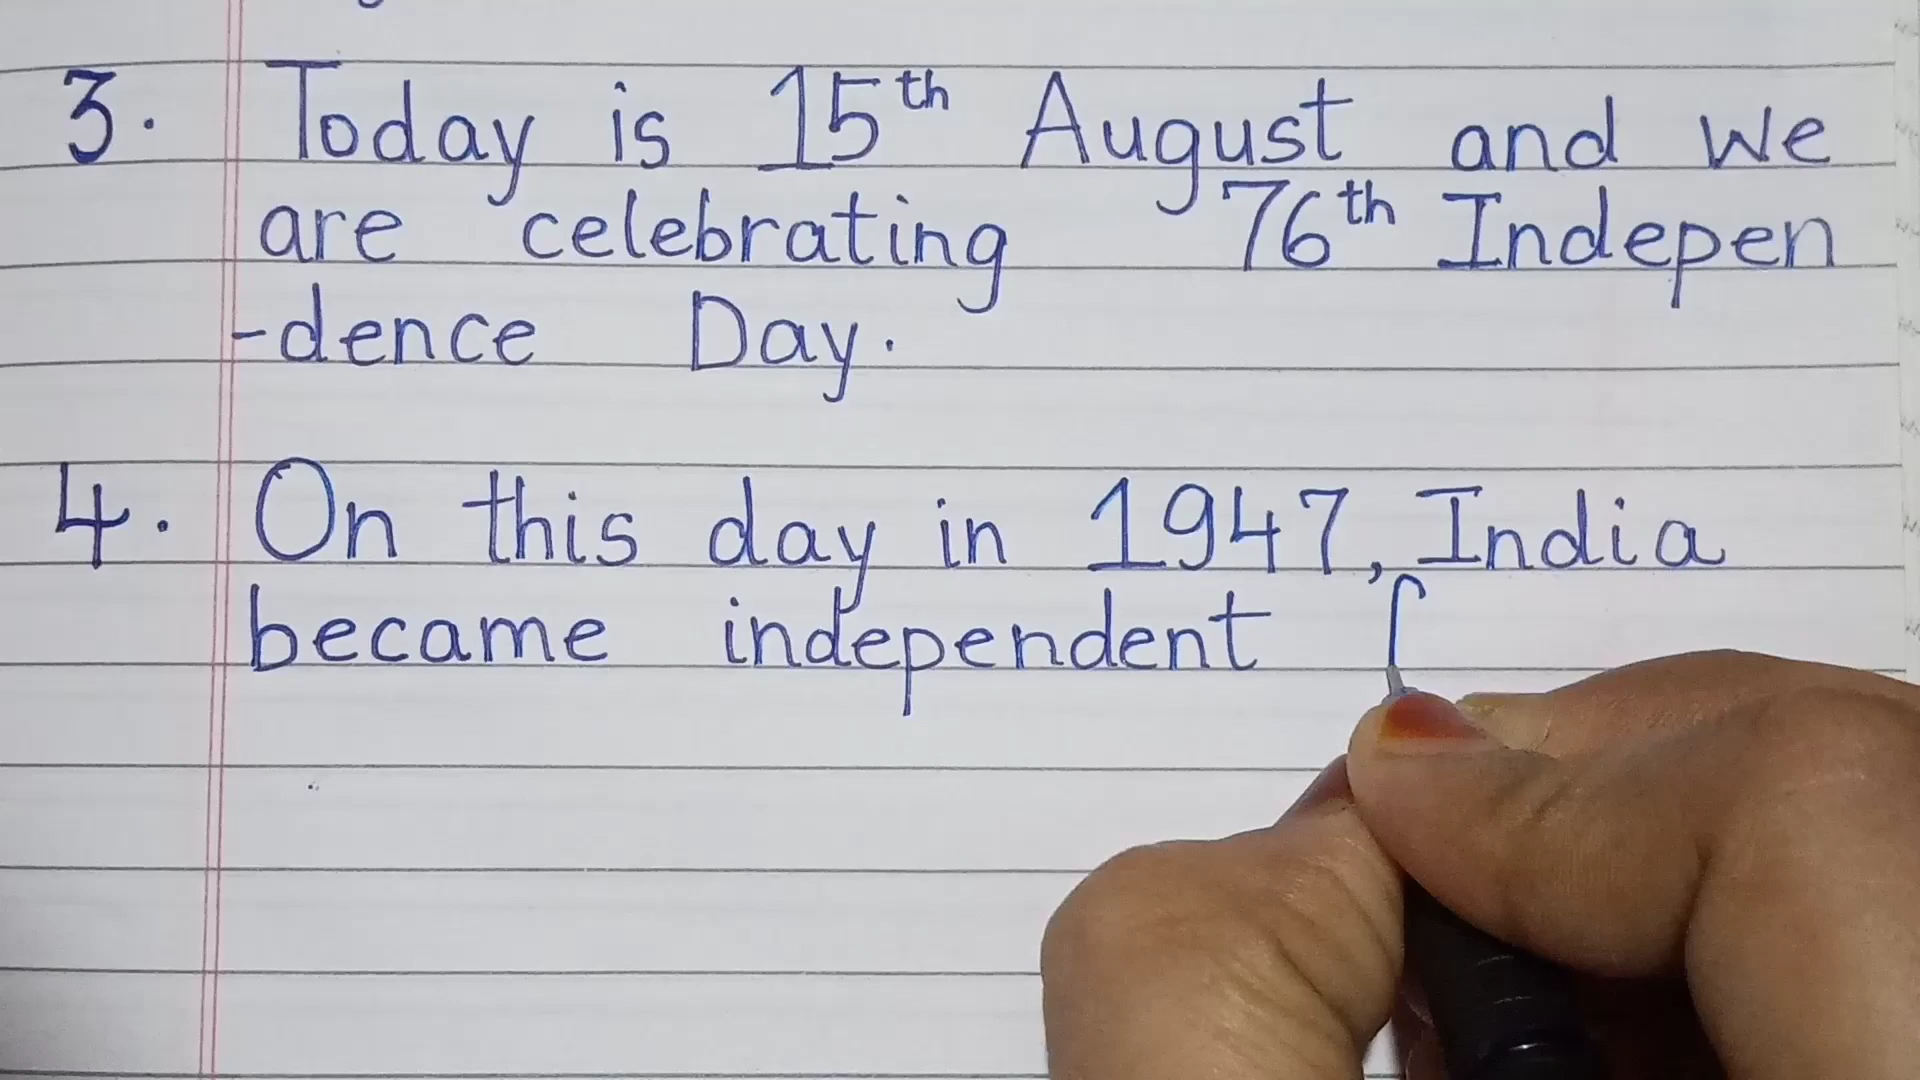 3. Today is 15th August and we
are celebrating 76th Indepen
-dence Day.
4. On this day in 1947, India
became independent